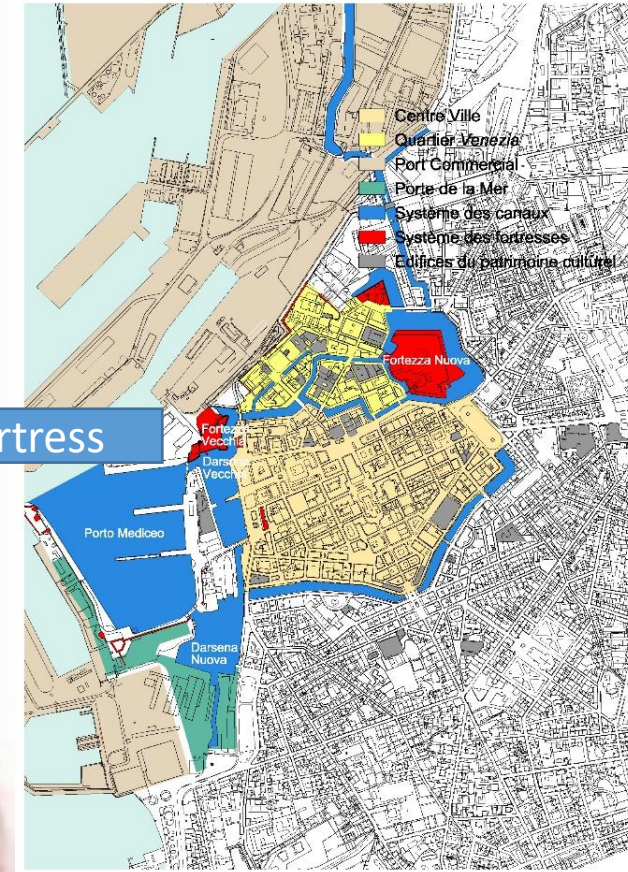 Centre Ville
Quartier Venezia
Port Commercial
Porte de la Mer
Système des canaux
Système des fortresses
Edifices du patrimoine culturel
Fortezza Nuova
rtress
Fortezza
Vecchia
Darsena
Vecchia
Porto Mediceo
Darsena
Nuova